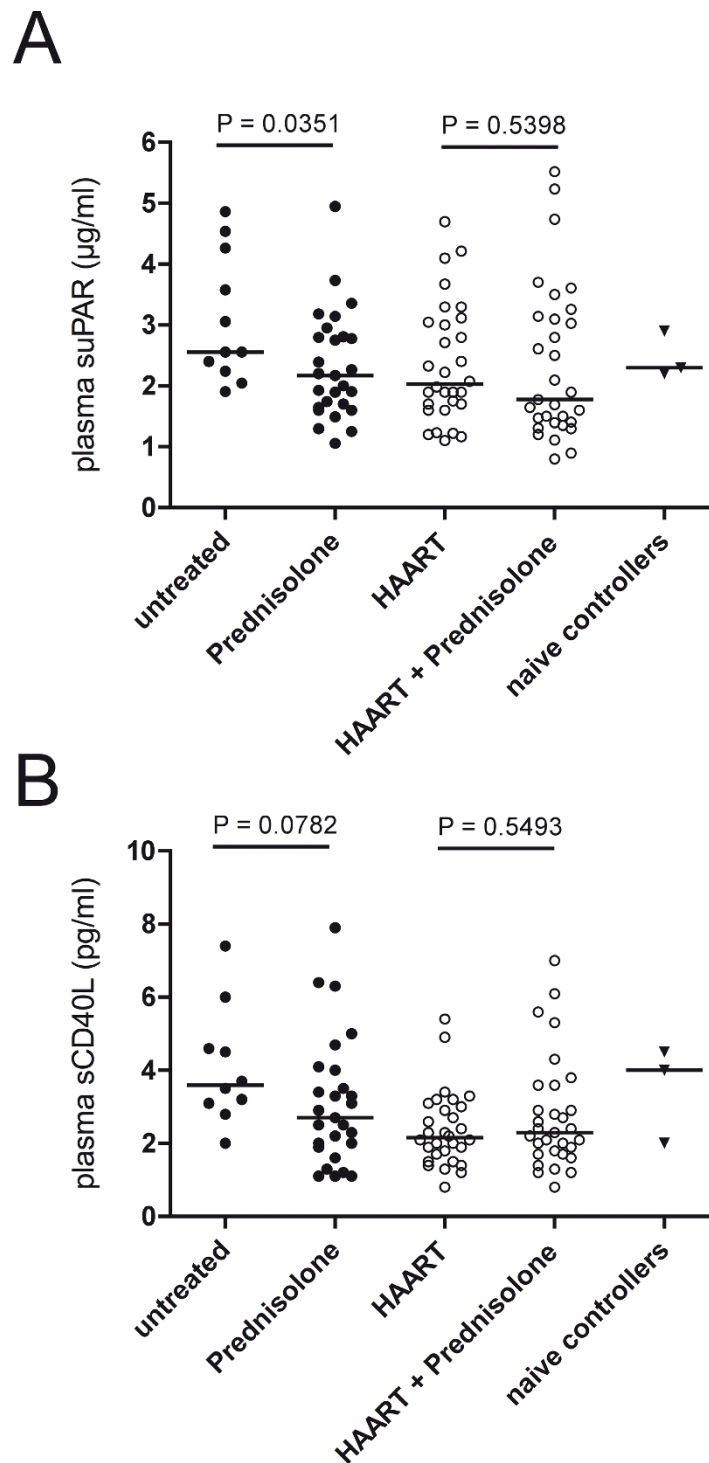 A
P = 0.0351
P = 0.5398
plasma suPAR (µg/ml)
6
5
4
3
2
1
0
untreated
Prednisolone
HAART
HAART + Prednisolone
naive controllers
B
P = 0.0782
P = 0.5493
plasma sCD40L (pg/ml)
10
8
6
4
2
0
untreated
Prednisolone
HAART
HAART + Prednisolone
naive controllers